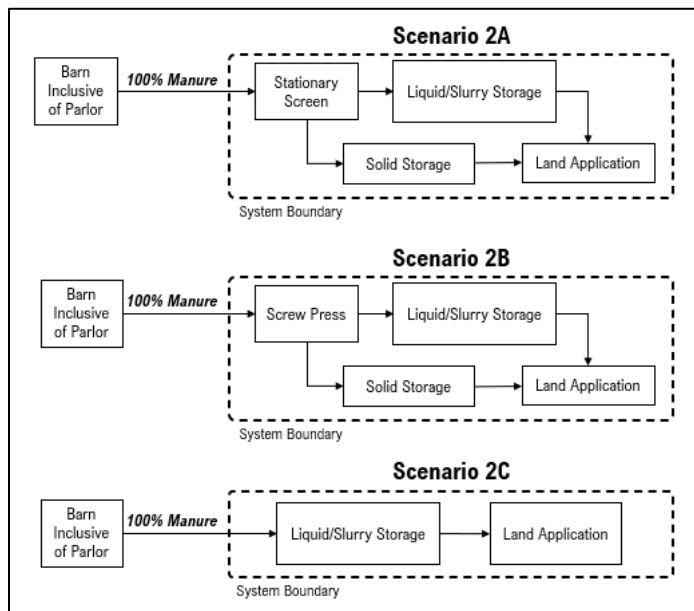 Scenario 2A
Barn
Inclusive
of Parlor
100% Manure
Stationary
Screen
Liquid/Slurry Storage
Solid Storage
Land Application
System Boundary
Scenario 2B
Barn
Inclusive
of Parlor
100% Manure
Screw Press
Liquid/Slurry Storage
Solid Storage
Land Application
System Boundary
Scenario 2C
Barn
Inclusive
of Parlor
100% Manure
Liquid/Slurry Storage
Land Application
System Boundary